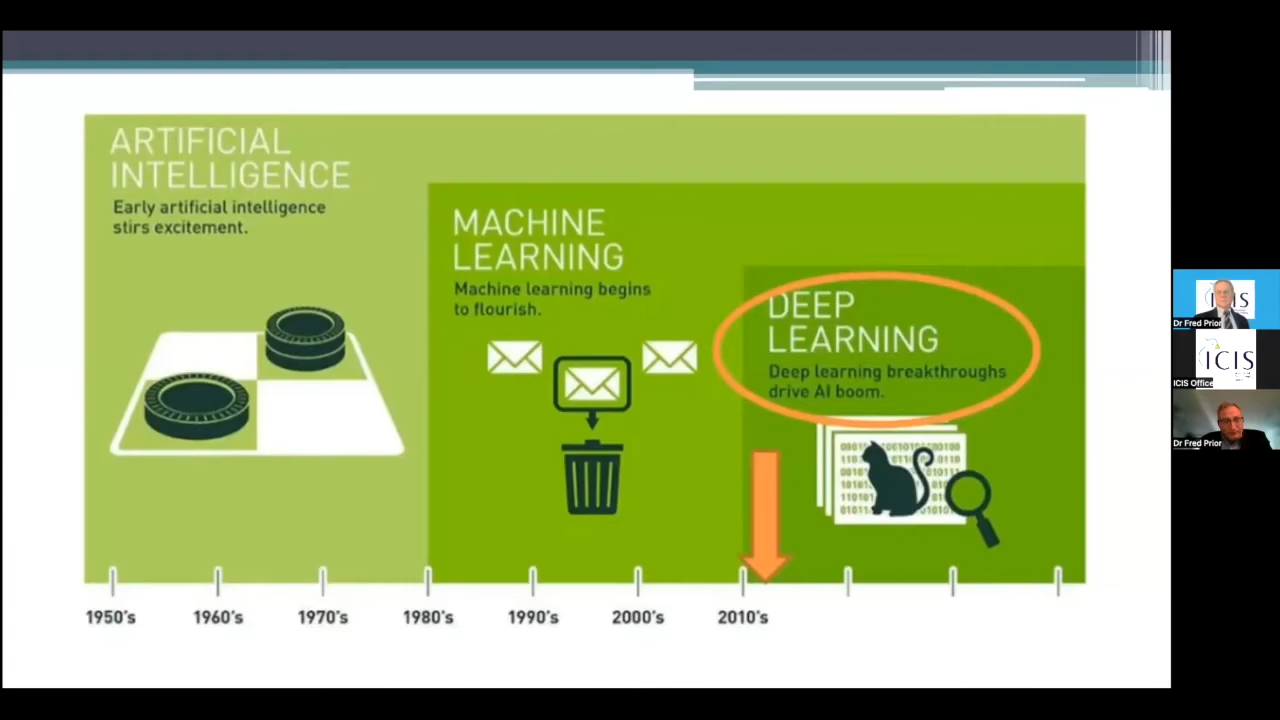 ARTIFICIAL
INTELLIGENCE
Early artificial intelligence
stirs excitement.
MACHINE
LEARNING
Machine learning begins
to flourish.
DEEP
LEARNING
Deep learning breakthroughs
drive AI boom.
1950's 1960's 1970's 1980's 1990's 2000's 2010's
Dr Fred Prior
ICIS
ICIS Office
Dr Fred Prior